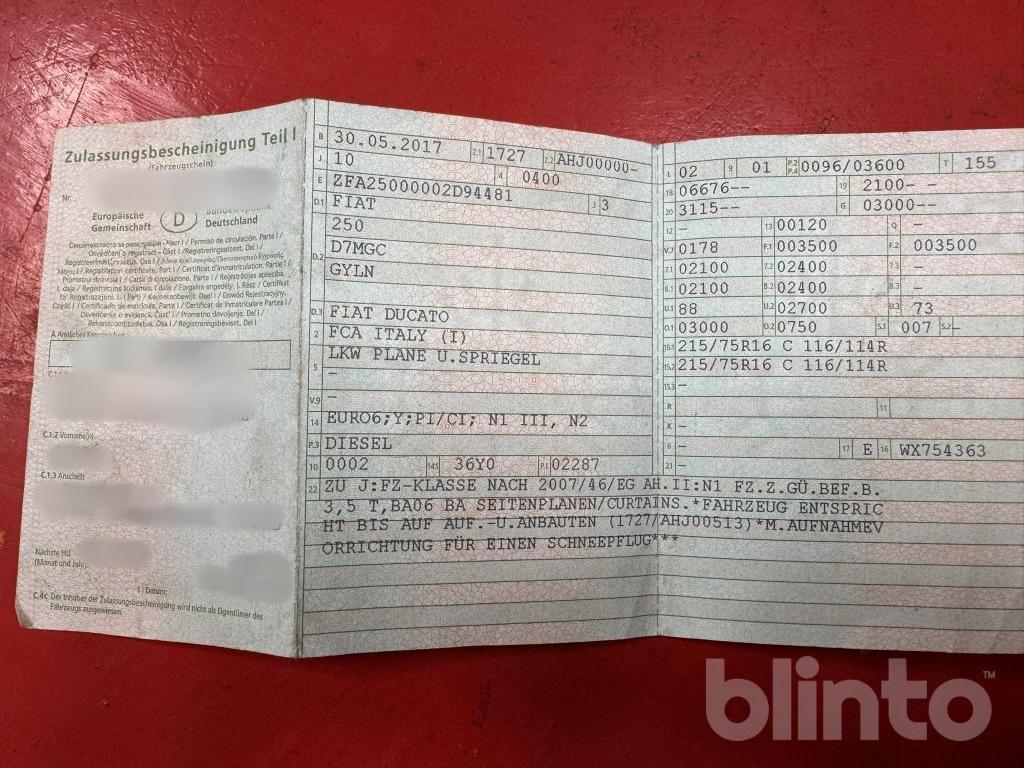 Zulassungsbescheinigung Teil I
(Fahrzeugschein)
Nr.
Europäische
Gemeinschaft
D
Bundesrepublik
Deutschland
A Amtliches Kennzeichen
C.1.2 Vorname(n)
C.1.3 Anschrift
Nächste HU
(Monat und Jahr)
Datum:
C.4c Der Inhaber der Zulassungsbescheinigung wird nicht als Eigentümer des
Fahrzeugs ausgewiesen.
B 30.05.2017 2.1 1727 2.2 AHJ00000-
J 10 4 0400
E ZFA25000002D94481 3 3
D.1 FIAT
D.2 250
D7MGC
GYLN
D.3 FIAT DUCATO
2 FCA ITALY (I)
5 LKW PLANE U.SPRIEGEL
-
V.9 -
14 EURO6;Y;PI/CI; N1 III, N2
P.3 DIESEL
10 0002 14.1 36Y0 P.1 02287
22 ZU J:FZ-KLASSE NACH 2007/46/EG AH.II:N1 FZ.Z.GÜ.BEF.B.
3,5 T,BA06 BA SEITENPLANEN/CURTAINS.*FAHRZEUG ENTSPRIC
HT BIS AUF AUF.-U.ANBAUTEN (1727/AHJ00513)*M.AUFNAHMEV
ORRICHTUNG FÜR EINEN SCHNEEPFLUG***
L 02 9 01 P.2 P.4 0096/03600 T 155
18 06676-- 19 2100- -
20 3115-- G 03000--
12 - 13 00120 Q -
V.7 0178 F.1 003500 F.2 003500
7.1 02100 7.2 02400 7.3 -
8.1 02100 8.2 02400 8.3 -
U.1 88 U.2 02700 U.3 73
O.1 03000 O.2 0750 S.1 007 S.2 -
15.1 215/75R16 C 116/114R
15.2 215/75R16 C 116/114R
15.3 -
R 11
K -
6 - 17 E 16 WX754363
21 -
blinto™